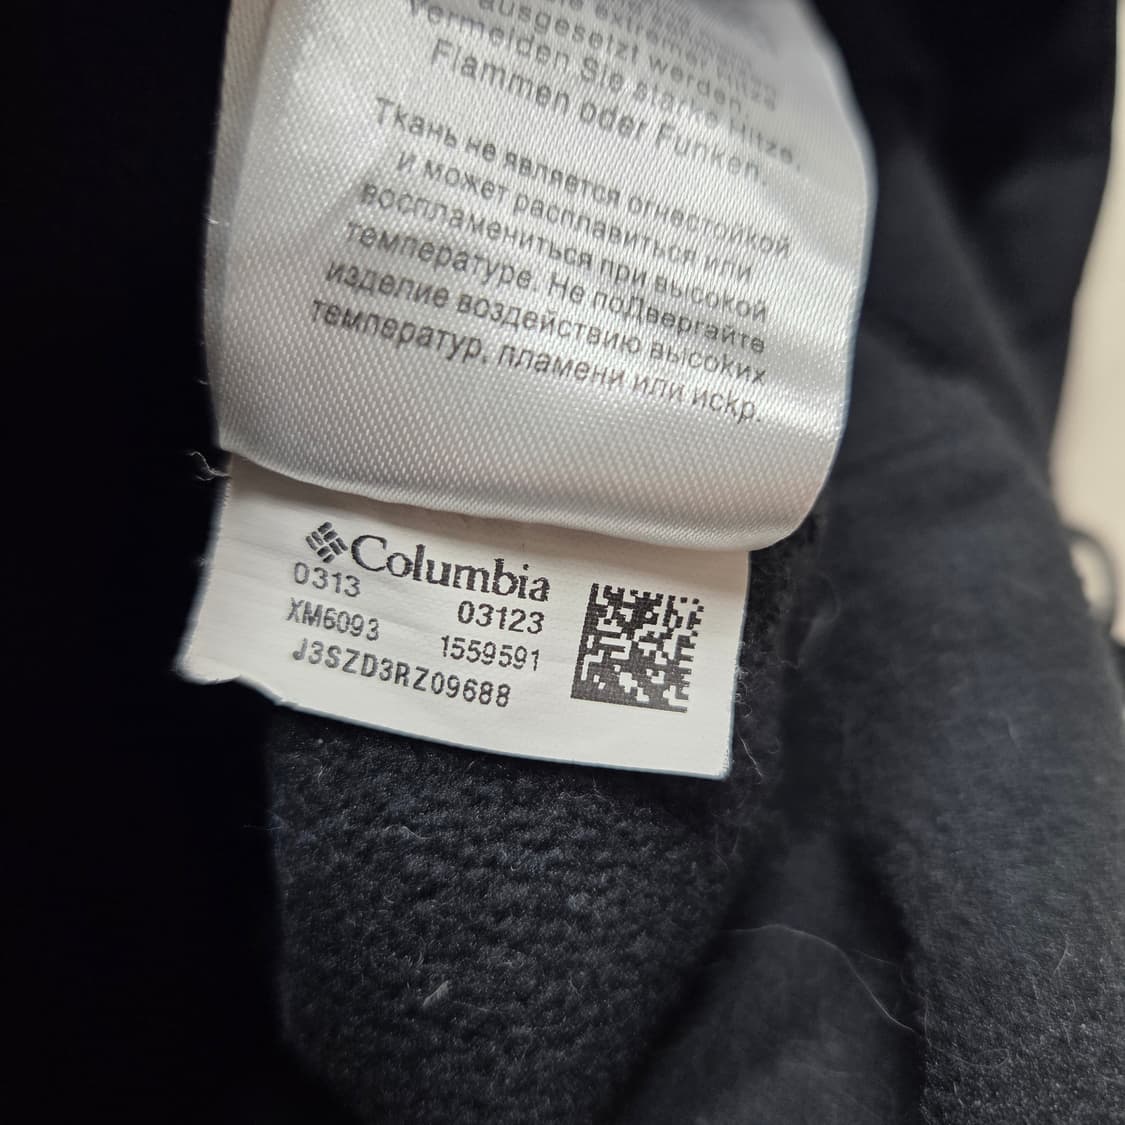 ausgesetzt werden.
Vermeiden Sie starke Hitze,
Flammen oder Funken.
Ткань не является огнестойкой
и может расплавиться или
воспламениться при высокой
температуре. Не поДвергайте
изделие воздействию высоких
температур, пламени или искр.
Columbia
0313 03123
XM6093 1559591
J3SZD3RZ09688